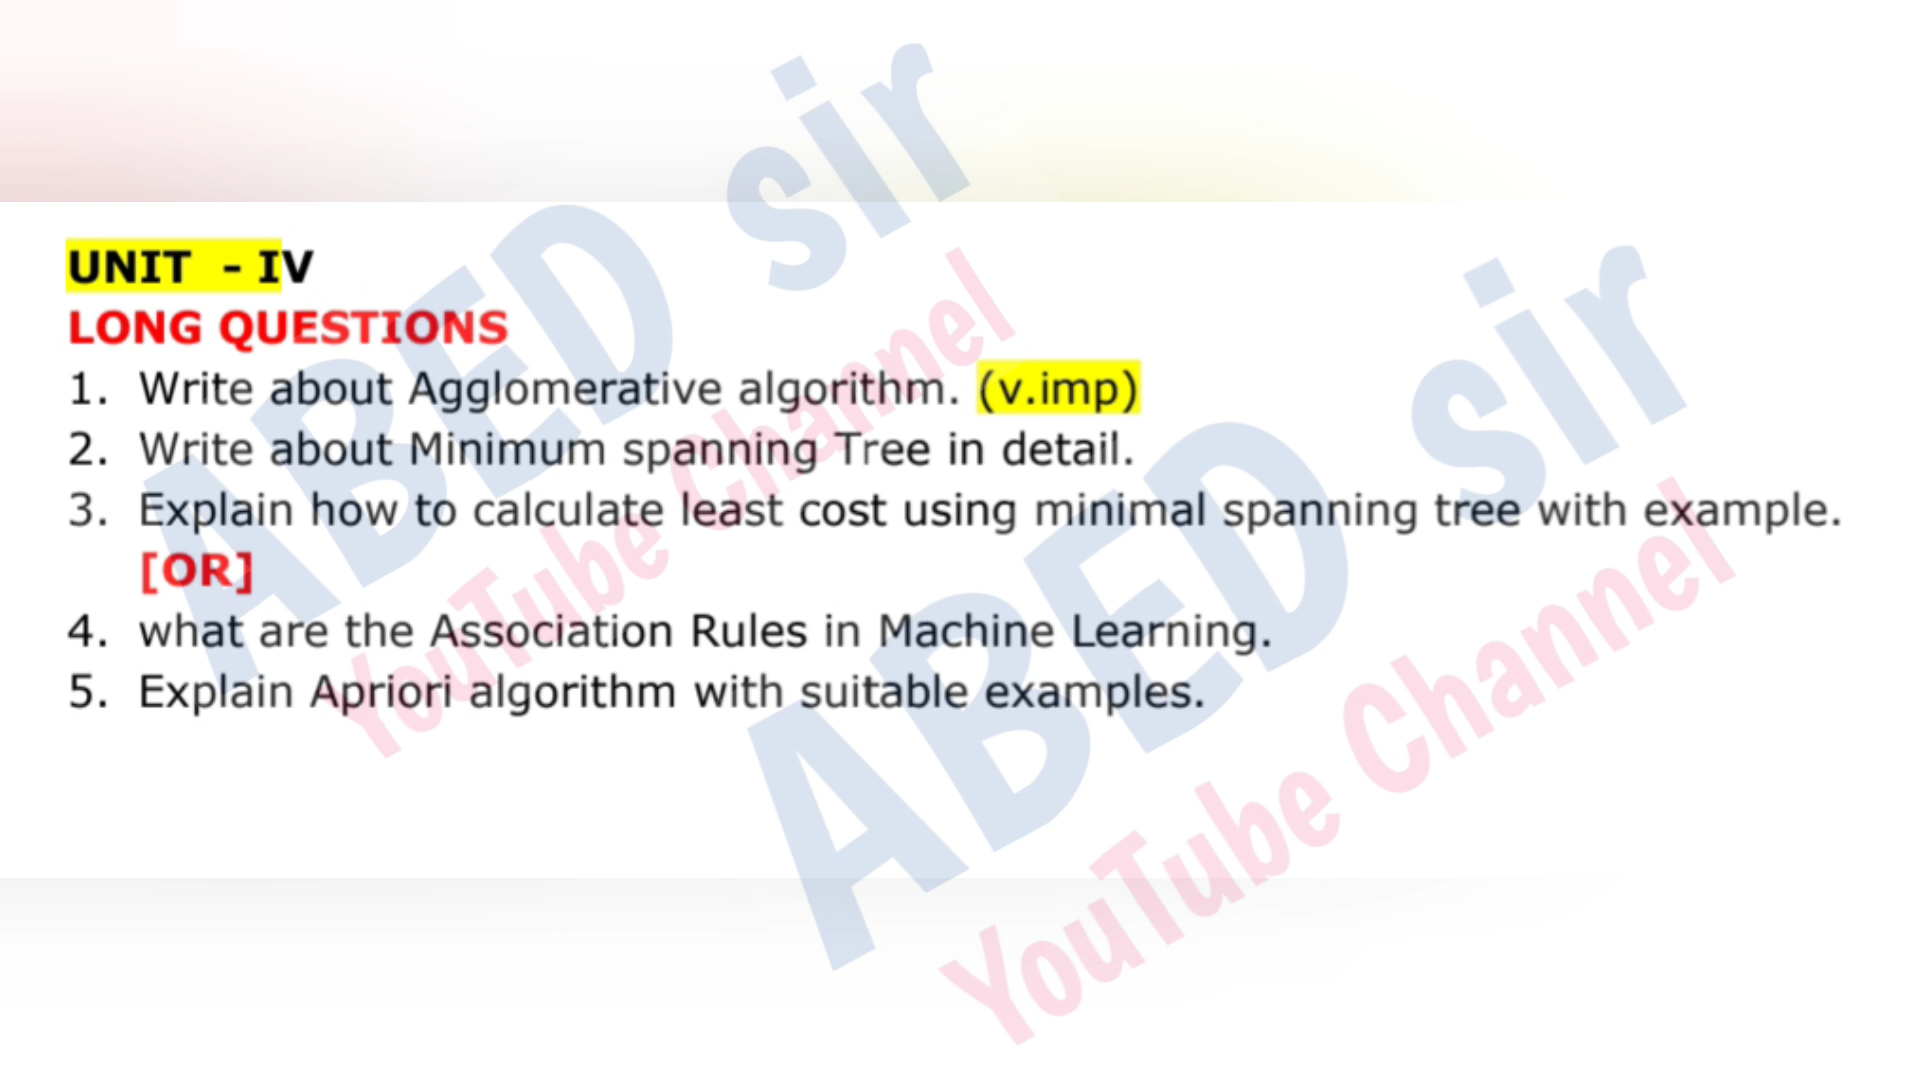 UNIT - IV
LONG QUESTIONS
1. Write about Agglomerative algorithm. (v.imp)
2. Write about Minimum spanning Tree in detail.
3. Explain how to calculate least cost using minimal spanning tree with example.
[OR]
4. what are the Association Rules in Machine Learning.
5. Explain Apriori algorithm with suitable examples.
ABED sir
YouTube Channel
ABED sir
YouTube Channel